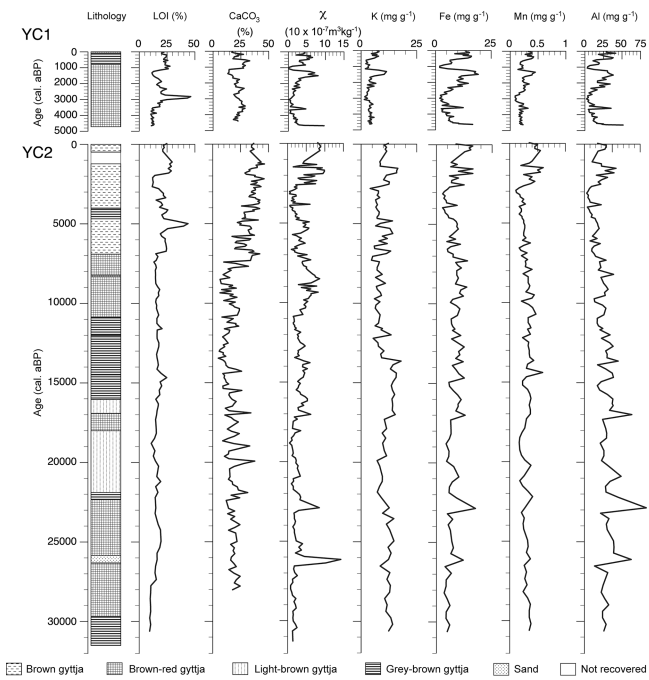 Lithology LOI (%) CaCO₃ (%) χ (10 x 10⁻⁷m³kg⁻¹) K (mg g⁻¹) Fe (mg g⁻¹) Mn (mg g⁻¹) Al (mg g⁻¹)
YC1
0 25 50 0 25 50 0 5 10 15 0 25 0 25 0 0.5 1 0 25 50 75
Age (cal. aBP)
0
1000
2000
3000
4000
5000
YC2
Age (cal. aBP)
0
5000
10000
15000
20000
25000
30000
Brown gyttja Brown-red gyttja Light-brown gyttja Grey-brown gyttja Sand Not recovered